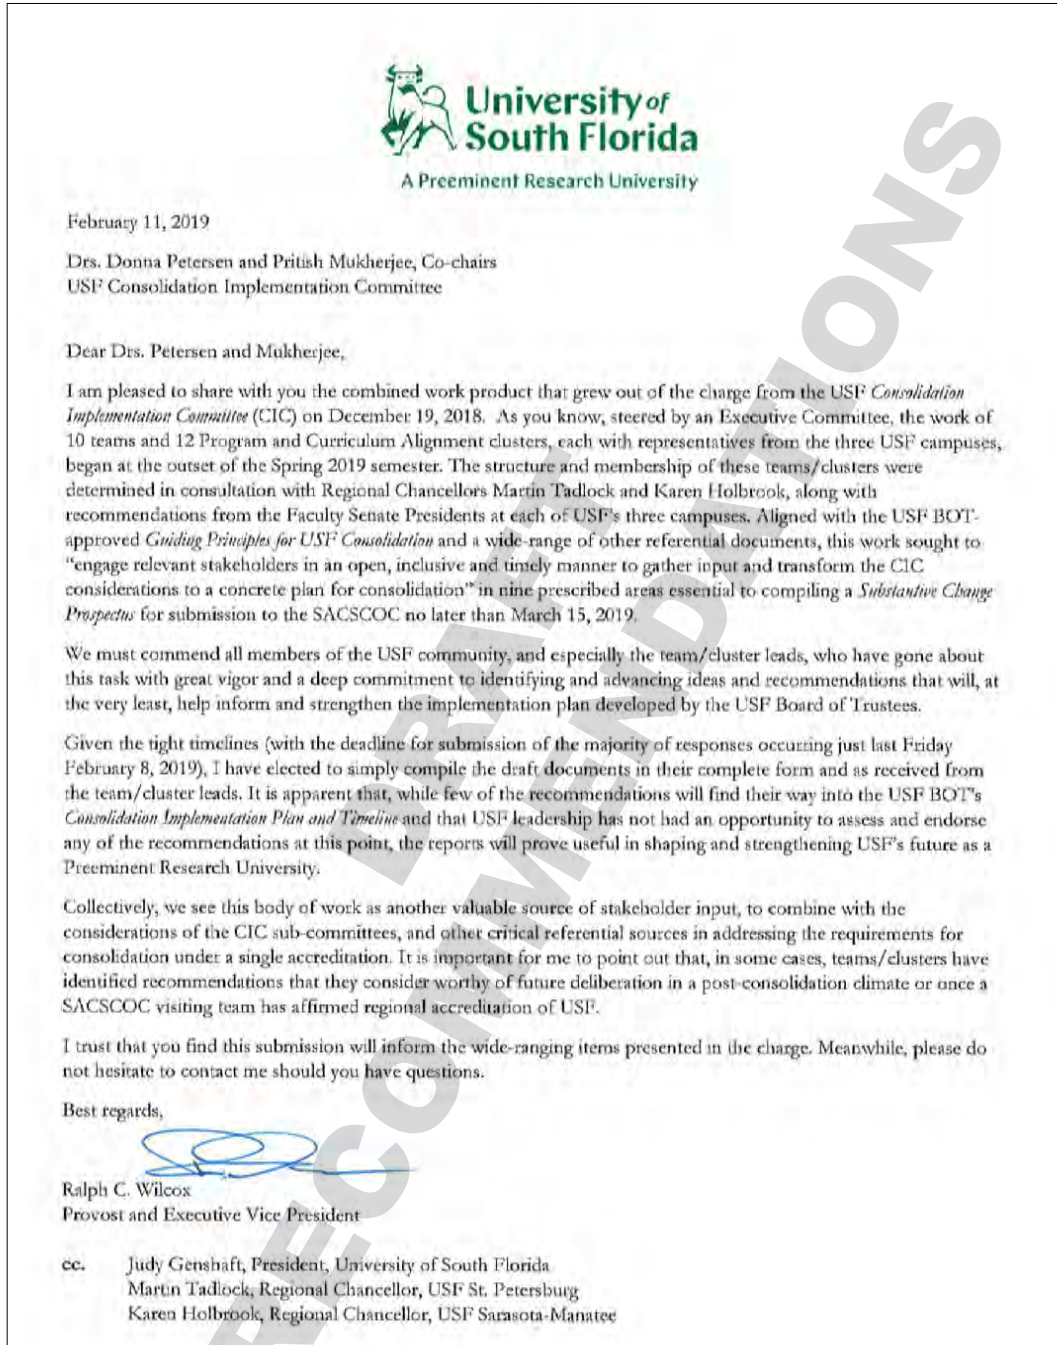 University of
South Florida
A Preeminent Research University
February 11, 2019
Drs. Donna Petersen and Pritish Mukherjee, Co-chairs
USF Consolidation Implementation Committee
Dear Drs. Petersen and Mukherjee,
I am pleased to share with you the combined work product that grew out of the charge from the USF Consolidation
Implementation Committee (CIC) on December 19, 2018. As you know, steered by an Executive Committee, the work of
10 teams and 12 Program and Curriculum Alignment clusters, each with representatives from the three USF campuses,
began at the outset of the Spring 2019 semester. The structure and membership of these teams/clusters were
determined in consultation with Regional Chancellors Martin Tadlock and Karen Holbrook, along with
recommendations from the Faculty Senate Presidents at each of USF's three campuses. Aligned with the USF BOT-
approved Guiding Principles for USF Consolidation and a wide-range of other referential documents, this work sought to
"engage relevant stakeholders in an open, inclusive and timely manner to gather input and transform the CIC
considerations to a concrete plan for consolidation" in nine prescribed areas essential to compiling a Substantive Change
Prospectus for submission to the SACSCOC no later than March 15, 2019.
We must commend all members of the USF community, and especially the team/cluster leads, who have gone about
this task with great vigor and a deep commitment to identifying and advancing ideas and recommendations that will, at
the very least, help inform and strengthen the implementation plan developed by the USF Board of Trustees.
Given the tight timelines (with the deadline for submission of the majority of responses occurring just last Friday
February 8, 2019), I have elected to simply compile the draft documents in their complete form and as received from
the team/cluster leads. It is apparent that, while few of the recommendations will find their way into the USF BOT's
Consolidation Implementation Plan and Timeline and that USF leadership has not had an opportunity to assess and endorse
any of the recommendations at this point, the reports will prove useful in shaping and strengthening USF's future as a
Preeminent Research University.
Collectively, we see this body of work as another valuable source of stakeholder input, to combine with the
considerations of the CIC sub-committees, and other critical referential sources in addressing the requirements for
consolidation under a single accreditation. It is important for me to point out that, in some cases, teams/clusters have
identified recommendations that they consider worthy of future deliberation in a post-consolidation climate or once a
SACSCOC visiting team has affirmed regional accreditation of USF.
I trust that you find this submission will inform the wide-ranging items presented in the charge. Meanwhile, please do
not hesitate to contact me should you have questions.
Best regards,
Ralph C. Wilcox
Provost and Executive Vice President
cc. Judy Genshaft, President, University of South Florida
Martin Tadlock, Regional Chancellor, USF St. Petersburg
Karen Holbrook, Regional Chancellor, USF Sarasota-Manatee
DRAFT
RECOMMENDATIONS